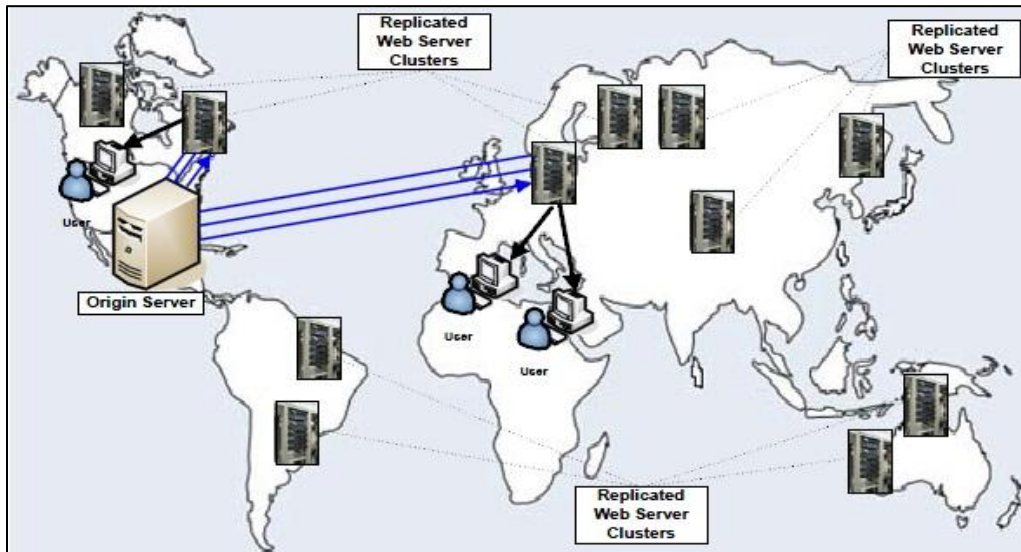 Replicated
Web Server
Clusters
Replicated
Web Server
Clusters
User
Origin Server
User
User
Replicated
Web Server
Clusters